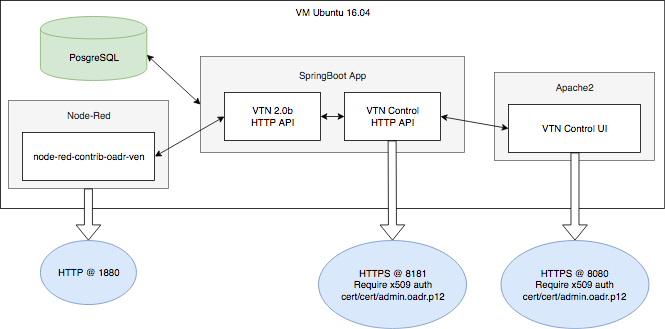 VM Ubuntu 16.04
PosgreSQL
SpringBoot App
Apache2
Node-Red
VTN 2.0b
HTTP API
VTN Control
HTTP API
VTN Control UI
node-red-contrib-oadr-ven
HTTP @ 1880
HTTPS @ 8181
Require x509 auth
cert/cert/admin.oadr.p12
HTTPS @ 8080
Require x509 auth
cert/cert/admin.oadr.p12